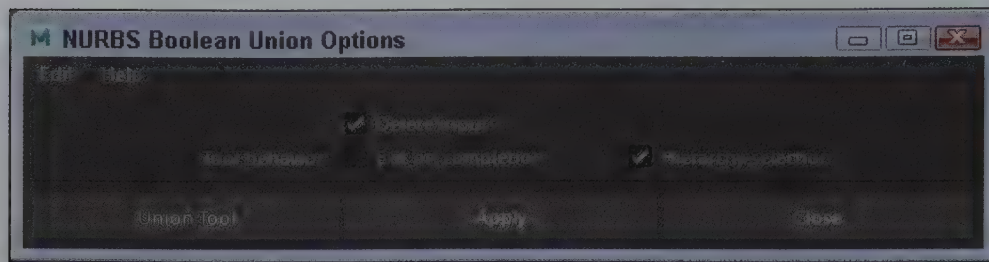 NURBS Boolean Union Options
Edit Help
Delete Inputs
Tool Behavior Exit On Completion Hierarchy Selection
Union Tool Apply Close